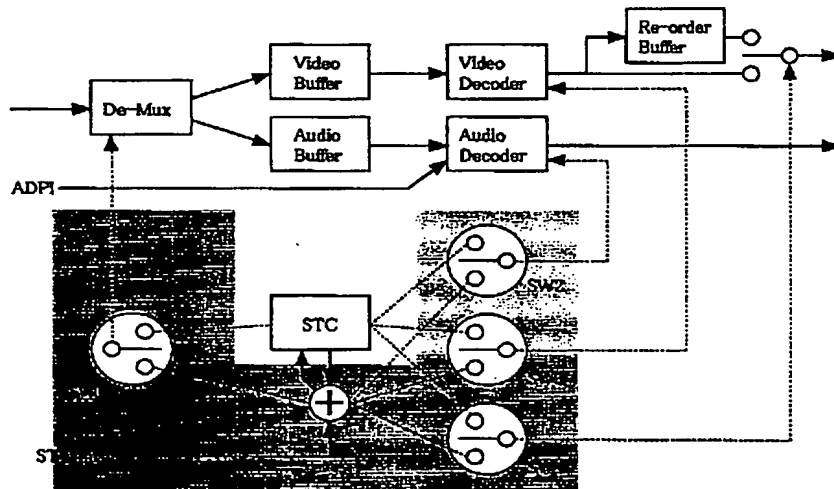 Re-order
Buffer
Video
Buffer
Video
Decoder
De-Mux
Audio
Buffer
Audio
Decoder
ADPI
SW2
STC
+